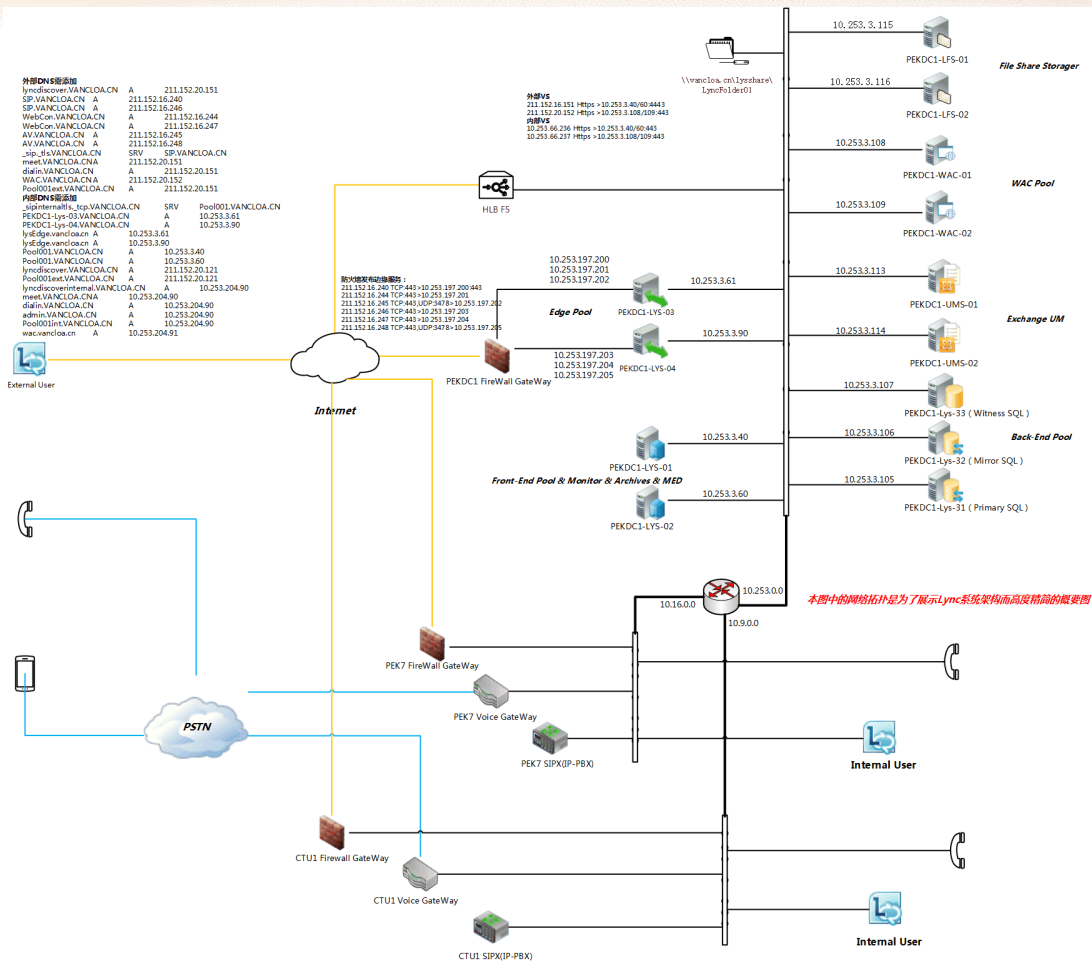 外部DNS需添加
lyncdiscover.VANCLOA.CN A 211.152.20.151
SIP.VANCLOA.CN A 211.152.16.240
SIP.VANCLOA.CN A 211.152.16.246
WebCon.VANCLOA.CN A 211.152.16.244
WebCon.VANCLOA.CN A 211.152.16.247
AV.VANCLOA.CN A 211.152.16.245
AV.VANCLOA.CN A 211.152.16.248
_sip._tls.VANCLOA.CN SRV SIP.VANCLOA.CN
meet.VANCLOA.CNA 211.152.20.151
dialin.VANCLOA.CN A 211.152.20.151
WAC.VANCLOA.CN A 211.152.20.152
Pool001ext.VANCLOA.CN A 211.152.20.151
内部DNS需添加
_sipinternaltls._tcp.VANCLOA.CN SRV Pool001.VANCLOA.CN
PEKDC1-Lys-03.VANCLOA.CN A 10.253.3.61
PEKDC1-Lys-04.VANCLOA.CN A 10.253.3.90
lysEdge.vancloa.cn A 10.253.3.61
lysEdge.vancloa.cn A 10.253.3.90
Pool001.VANCLOA.CN A 10.253.3.40
Pool001.VANCLOA.CN A 10.253.3.60
lyncdiscover.VANCLOA.CN A 211.152.20.121
Pool001ext.VANCLOA.CN A 211.152.20.121
lyncdiscoverinternal.VANCLOA.CN A 10.253.204.90
meet.VANCLOA.CNA 10.253.204.90
dialin.VANCLOA.CN A 10.253.204.90
admin.VANCLOA.CN A 10.253.204.90
Pool001int.VANCLOA.CN A 10.253.204.90
wac.vancloa.cn A 10.253.204.91
External User
Internet
外部VS
211.152.16.151 Https >10.253.3.40/60:4443
211.152.20.152 Https >10.253.3.108/109:443
内部VS
10.253.66.236 Https >10.253.3.40/60:443
10.253.66.237 Https >10.253.3.108/109:443
\\vancloa.cn\lysshare\
LyncFolder01
HLB F5
防火墙发布边缘服务:
211.152.16.240 TCP:443>10.253.197.200:443
211.152.16.244 TCP:443>10.253.197.201
211.152.16.245 TCP:443,UDP:3478>10.253.197.202
211.152.16.246 TCP:443>10.253.197.203
211.152.16.247 TCP:443>10.253.197.204
211.152.16.248 TCP:443,UDP:3478>10.253.197.205
10.253.197.200
10.253.197.201
10.253.197.202
10.253.3.61
PEKDC1-LYS-03
Edge Pool
10.253.3.90
PEKDC1-LYS-04
10.253.197.203
10.253.197.204
10.253.197.205
PEKDC1 FireWall GateWay
10.253.3.40
PEKDC1-LYS-01
Front-End Pool & Monitor & Archives & MED
10.253.3.60
PEKDC1-LYS-02
10.253.3.115
PEKDC1-LFS-01
File Share Storager
10.253.3.116
PEKDC1-LFS-02
10.253.3.108
PEKDC1-WAC-01
WAC Pool
10.253.3.109
PEKDC1-WAC-02
10.253.3.113
PEKDC1-UMS-01
Exchange UM
10.253.3.114
PEKDC1-UMS-02
10.253.3.107
PEKDC1-Lys-33 ( Witness SQL )
10.253.3.106
Back-End Pool
PEKDC1-Lys-32 ( Mirror SQL )
10.253.3.105
PEKDC1-Lys-31 ( Primary SQL )
10.253.0.0
10.16.0.0
10.9.0.0
本图中的网络拓扑是为了展示Lync系统架构而高度精简的概要图
PEK7 FireWall GateWay
PEK7 Voice GateWay
PSTN
PEK7 SIPX(IP-PBX)
Internal User
CTU1 Firewall GateWay
CTU1 Voice GateWay
CTU1 SIPX(IP-PBX)
Internal User